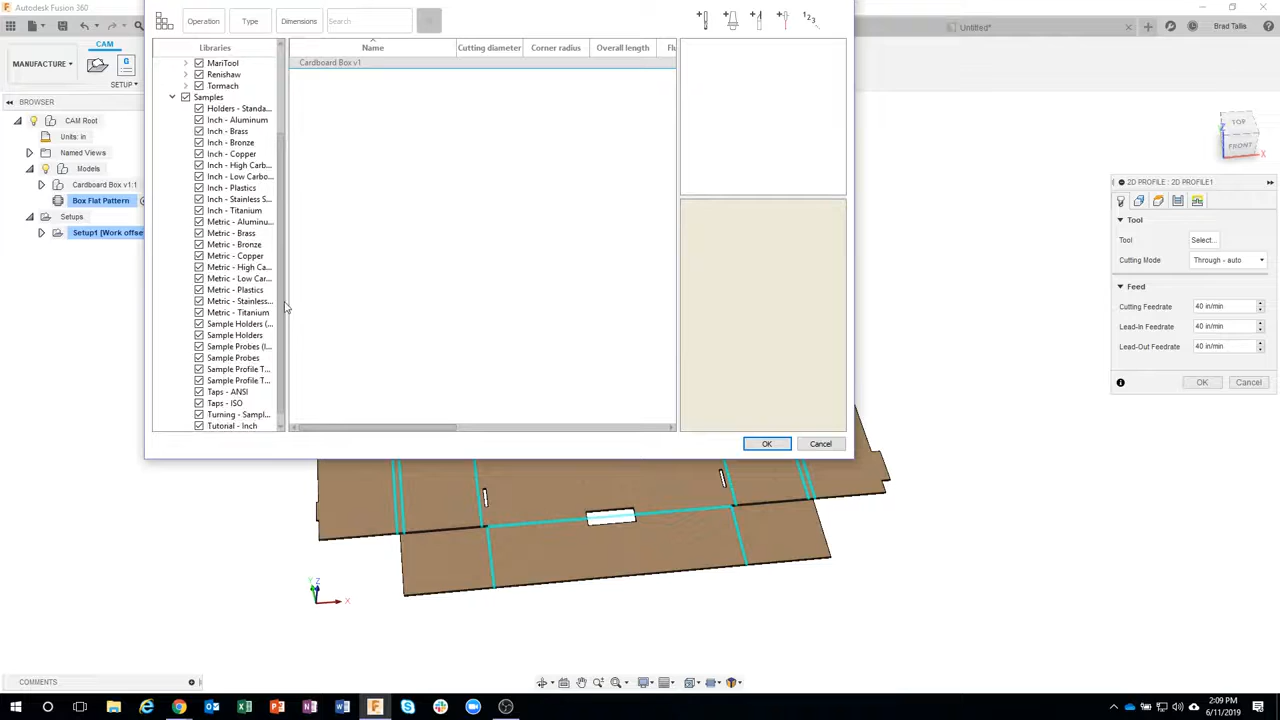 Autodesk Fusion 360
Operation
Type
Dimensions
Search
Untitled*
Brad Tallis
CAM
MANUFACTURE
SETUP
BROWSER
CAM Root
Units: in
Named Views
Models
Cardboard Box v1:1
Box Flat Pattern
Setups
Setup1 [Work offse
Libraries
MariTool
Renishaw
Tormach
Samples
Holders - Standa...
Inch - Aluminum
Inch - Brass
Inch - Bronze
Inch - Copper
Inch - High Carb...
Inch - Low Carbo...
Inch - Plastics
Inch - Stainless S...
Inch - Titanium
Metric - Aluminu...
Metric - Brass
Metric - Bronze
Metric - Copper
Metric - High Ca...
Metric - Low Car...
Metric - Plastics
Metric - Stainless...
Metric - Titanium
Sample Holders (...
Sample Holders
Sample Probes (I...
Sample Probes
Sample Profile T...
Sample Profile T...
Taps - ANSI
Taps - ISO
Turning - Sampl...
Tutorial - Inch
Name Cutting diameter Corner radius Overall length Flu
Cardboard Box v1
OK
Cancel
TOP
FRONT
X
Z
2D PROFILE : 2D PROFILE1
Tool
Tool Select...
Cutting Mode Through - auto
Feed
Cutting Feedrate 40 in/min
Lead-In Feedrate 40 in/min
Lead-Out Feedrate 40 in/min
OK Cancel
Z
Y
X
COMMENTS
2:09 PM
6/11/2019